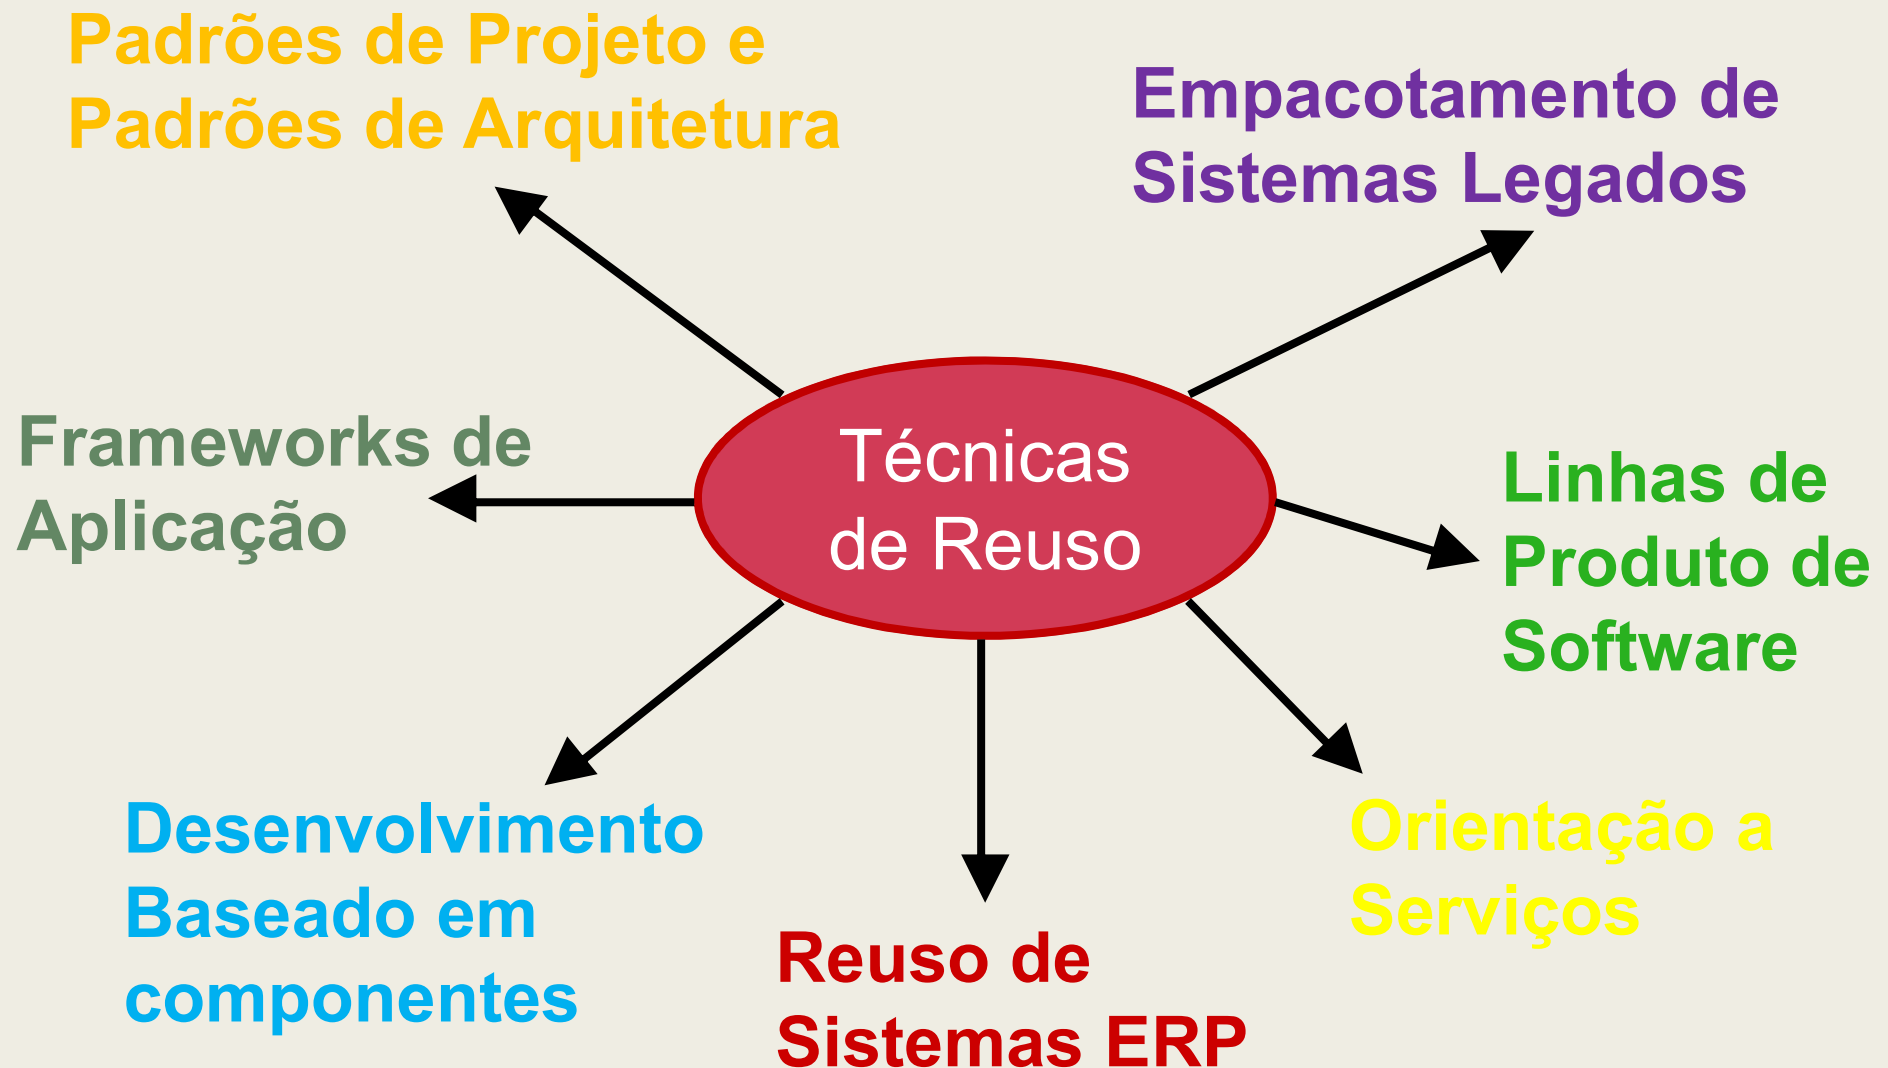 Padrões de Projeto e
Padrões de Arquitetura
Empacotamento de
Sistemas Legados
Técnicas
de Reuso
Frameworks de
Aplicação
Linhas de
Produto de
Software
Desenvolvimento
Baseado em
componentes
Orientação a
Serviços
Reuso de
Sistemas ERP